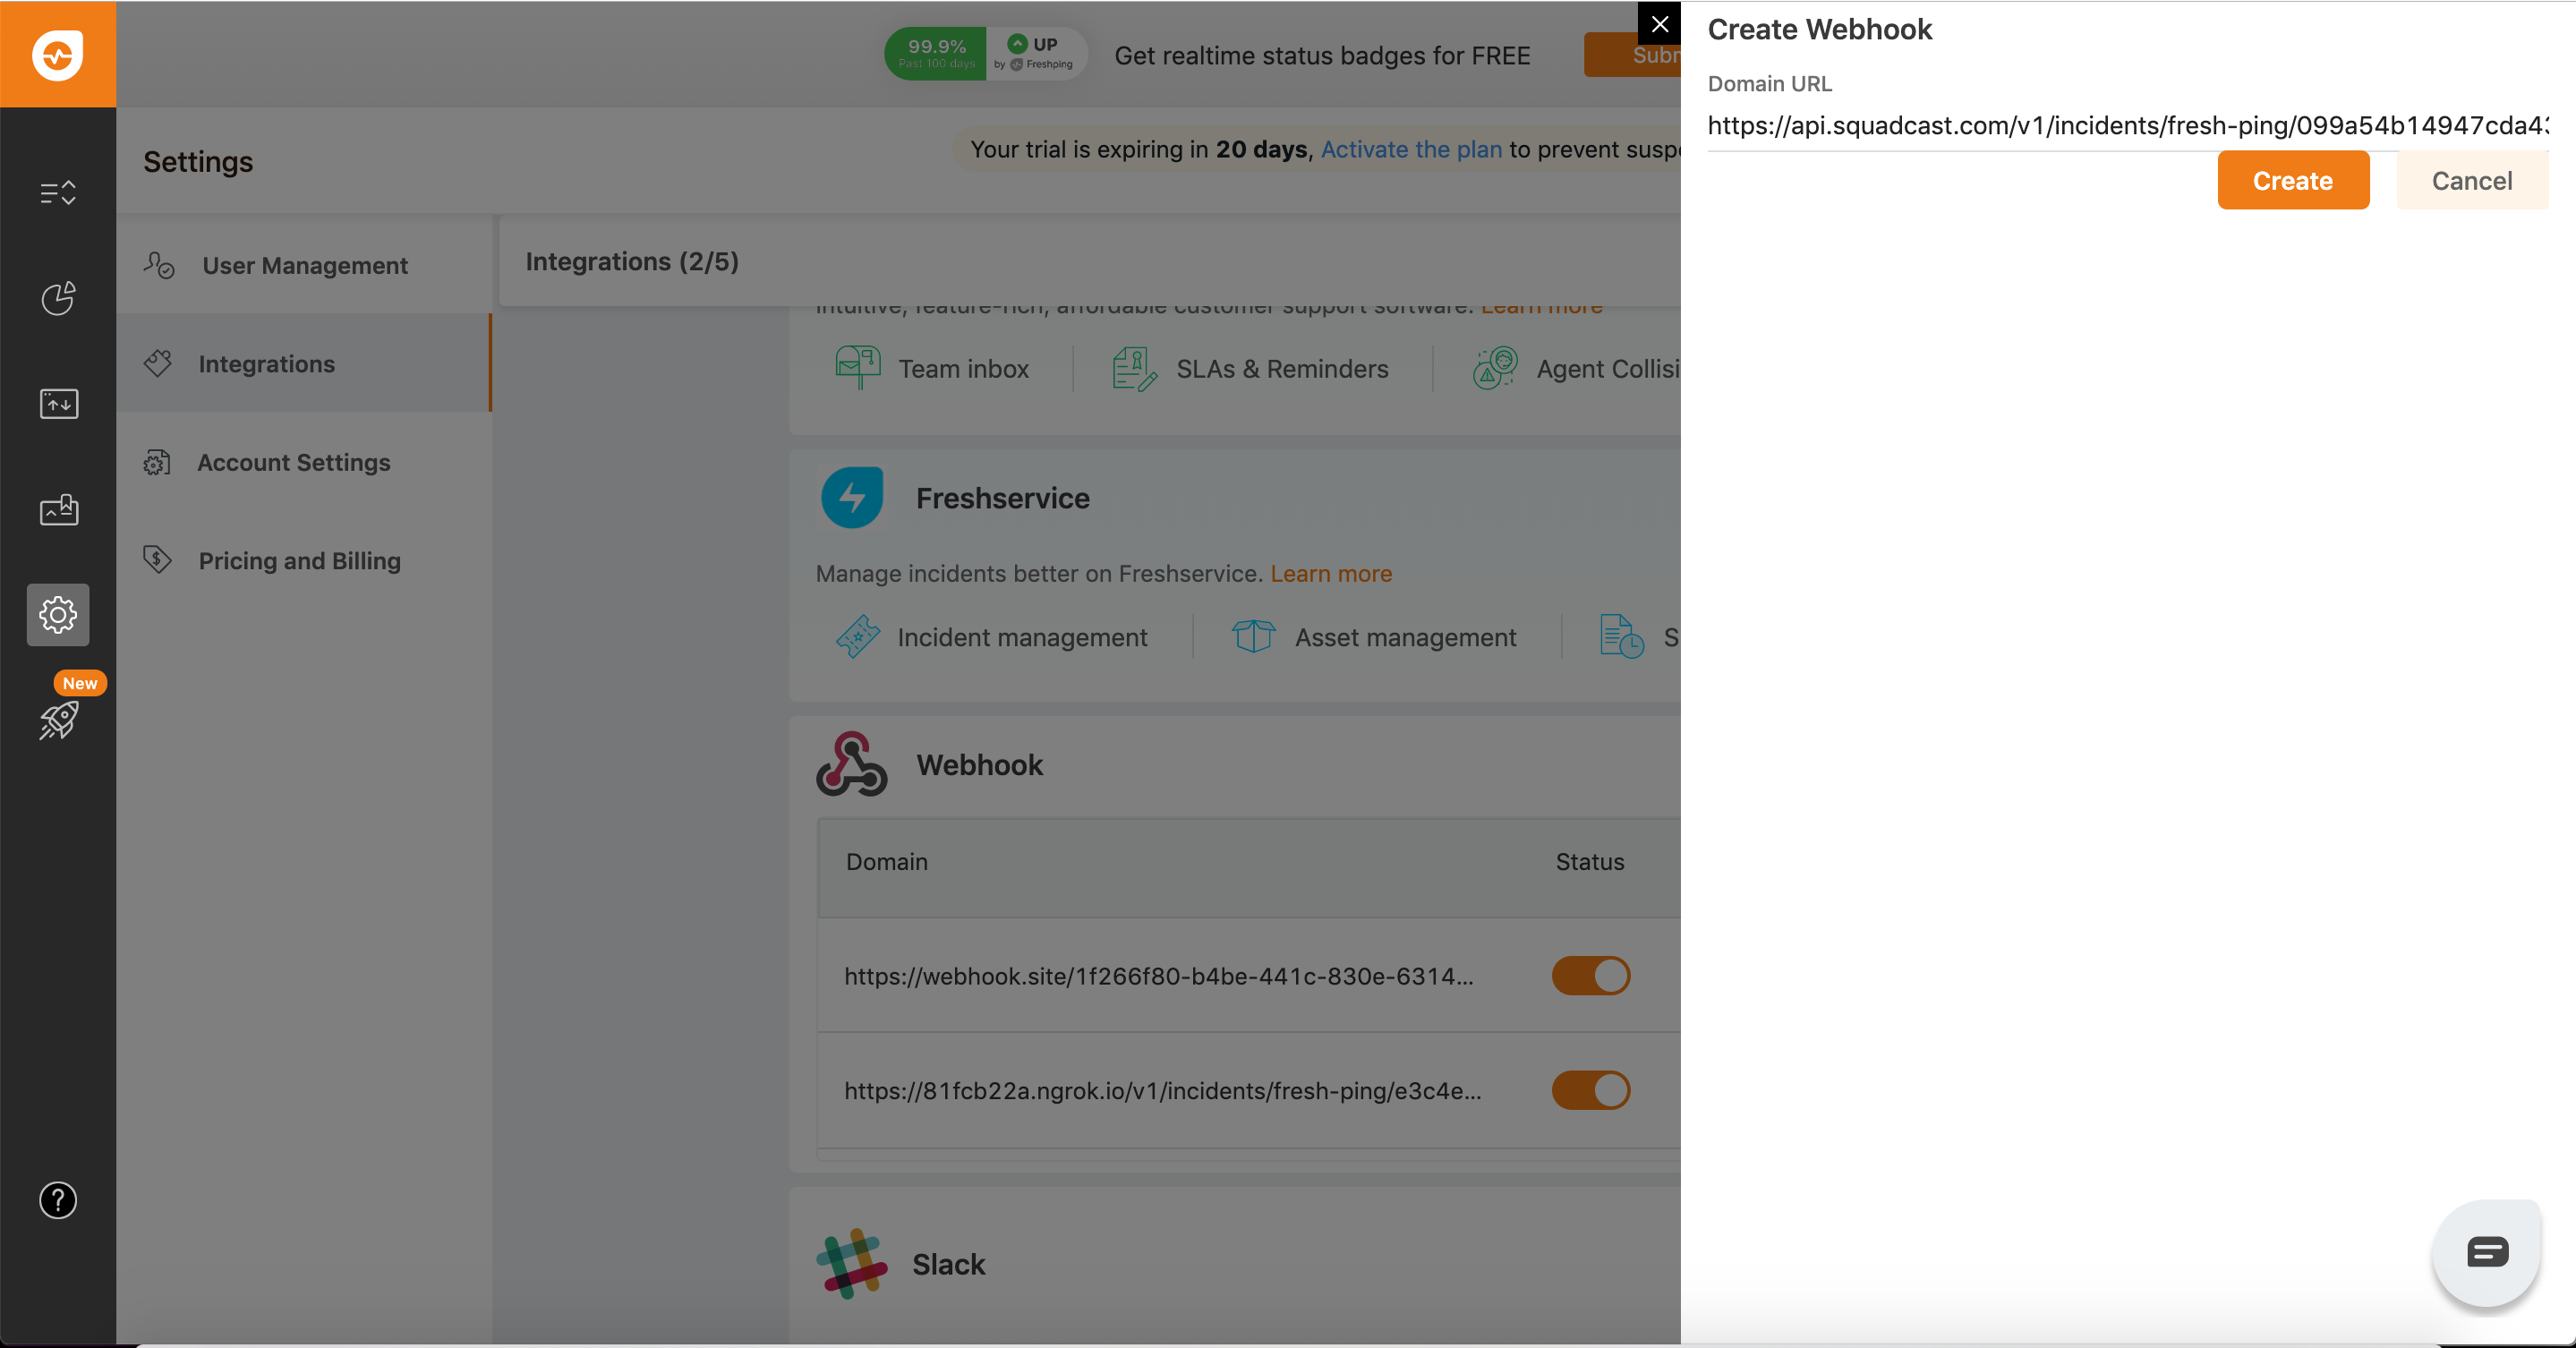 99.9%
Past 100 days
UP
by Freshping
Get realtime status badges for FREE
Settings
Your trial is expiring in 20 days, Activate the plan to prevent
User Management
Integrations
Account Settings
Pricing and Billing
New
Integrations (2/5)
Intuitive, feature-rich, affordable customer support software. Learn more
Team inbox
SLAs & Reminders
Agent
Freshservice
Manage incidents better on Freshservice. Learn more
Incident management
Asset management
S
Webhook
Domain
Status
https://webhook.site/1f266f80-b4be-441c-830e-6314...
https://81fcb22a.ngrok.io/v1/incidents/fresh-ping/e3c4e...
Slack
Create Webhook
Domain URL
https://api.squadcast.com/v1/incidents/fresh-ping/099a54b14947cda4
Create
Cancel